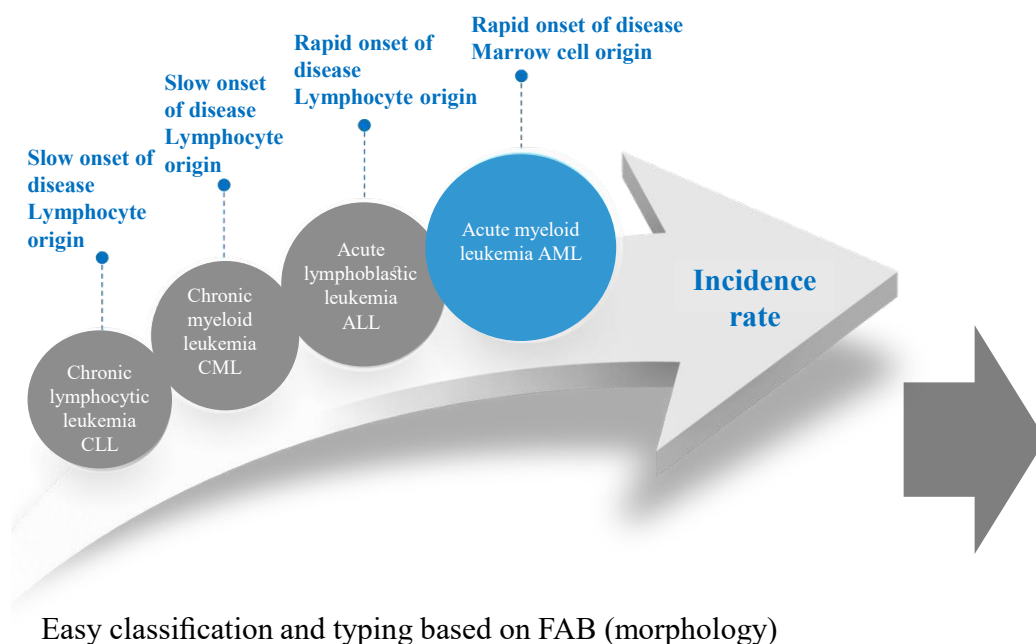 Slow onset of
disease
Lymphocyte
origin
Chronic
lymphocytic
leukemia
CLL
Slow onset
of disease
Lymphocyte
origin
Chronic
myeloid
leukemia
CML
Rapid onset of
disease
Lymphocyte origin
Acute
lymphoblastic
leukemia
ALL
Rapid onset of disease
Marrow cell origin
Acute myeloid
leukemia AML
Incidence
rate
Easy classification and typing based on FAB (morphology)